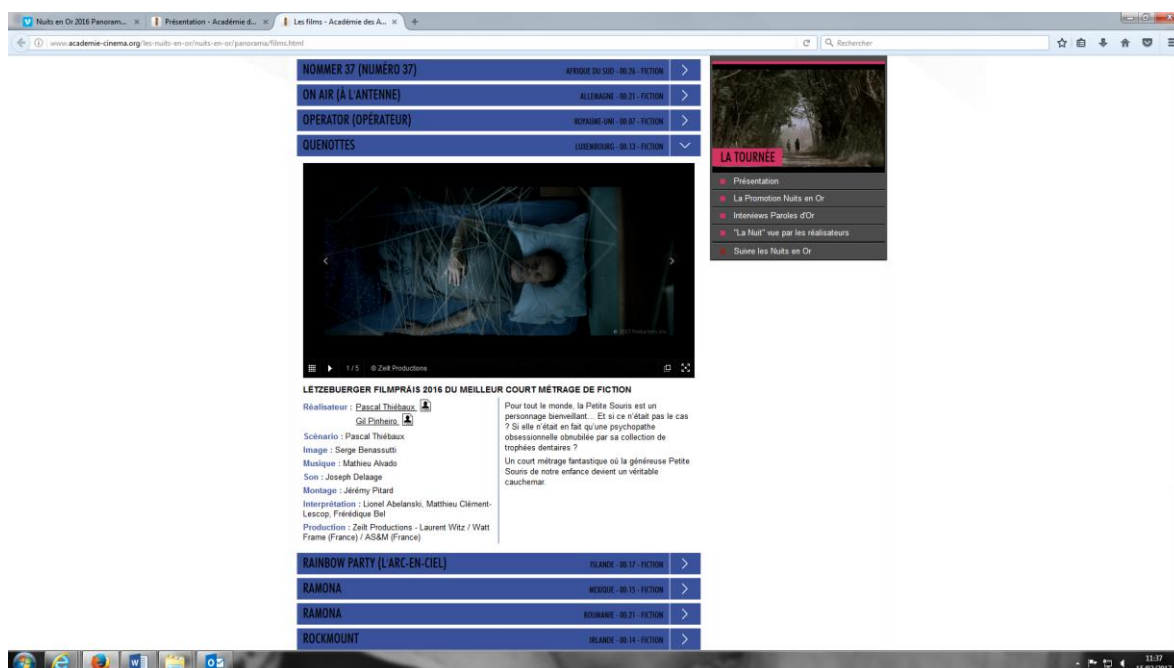 Nuits en Or 2016 Panoram...
Présentation - Académie d...
Les films - Académie des A...
www.academie-cinema.org/les-nuits-en-or/nuits-en-or/panorama/films.html
Rechercher
NOMMER 37 (NUMÉRO 37) AFRIQUE DU SUD - 00:26 - FICTION
ON AIR (À L'ANTENNE) ALLEMAGNE - 00:21 - FICTION
OPERATOR (OPÉRATEUR) ROYAUME-UNI - 00:07 - FICTION
QUENOTTES LUXEMBOURG - 00:13 - FICTION
1 / 5 © Zeilt Productions
LËTZEBUERGER FILMPRÄIS 2016 DU MEILLEUR COURT MÉTRAGE DE FICTION
Réalisateur : Pascal Thiébaux
Gil Pinheiro
Scénario : Pascal Thiébaux
Image : Serge Benassutti
Musique : Mathieu Alvado
Son : Joseph Delaage
Montage : Jérémy Pitard
Interprétation : Lionel Abelanski, Matthieu Clément-
Lescop, Frérédique Bel
Production : Zeilt Productions - Laurent Witz / Watt
Frame (France) / AS&M (France)
Pour tout le monde, la Petite Souris est un
personnage bienveillant... Et si ce n'était pas le cas
? Si elle n'était en fait qu'une psychopathe
obsessionnelle obnubilée par sa collection de
trophées dentaires ?
Un court métrage fantastique où la généreuse Petite
Souris de notre enfance devient un véritable
cauchemar.
RAINBOW PARTY (L'ARC-EN-CIEL) ISLANDE - 00:17 - FICTION
RAMONA MEXIQUE - 00:15 - FICTION
RAMONA ROUMANIE - 00:21 - FICTION
ROCKMOUNT IRLANDE - 00:14 - FICTION
LA TOURNÉE
Présentation
La Promotion Nuits en Or
Interviews Paroles d'Or
"La Nuit" vue par les réalisateurs
Suivre les Nuits en Or
11:37
15/02/2017